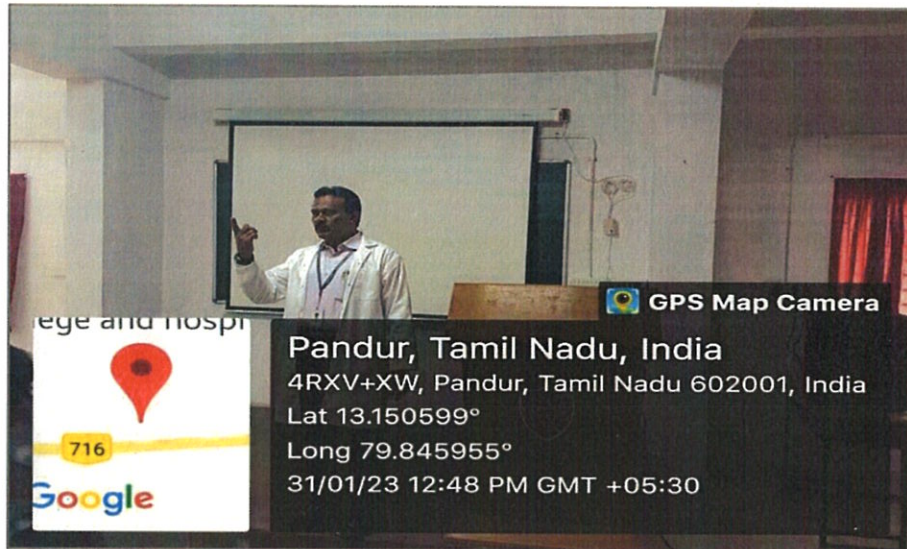 GPS Map Camera
Pandur, Tamil Nadu, India
4RXV+XW, Pandur, Tamil Nadu 602001, India
Lat 13.150599°
Long 79.845955°
31/01/23 12:48 PM GMT +05:30
ege and hospi
716
Google